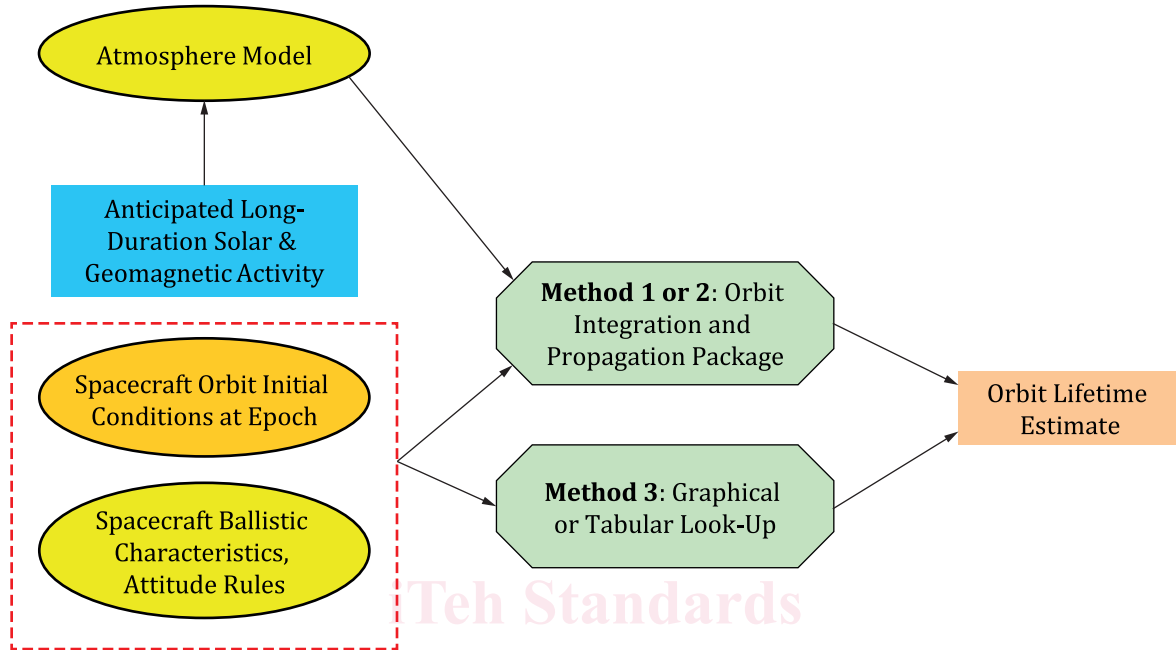 Atmosphere Model
Anticipated Long-
Duration Solar &
Geomagnetic Activity
Spacecraft Orbit Initial
Conditions at Epoch
Spacecraft Ballistic
Characteristics,
Attitude Rules
Method 1 or 2: Orbit
Integration and
Propagation Package
Method 3: Graphical
or Tabular Look-Up
Orbit Lifetime
Estimate
iTeh Standards